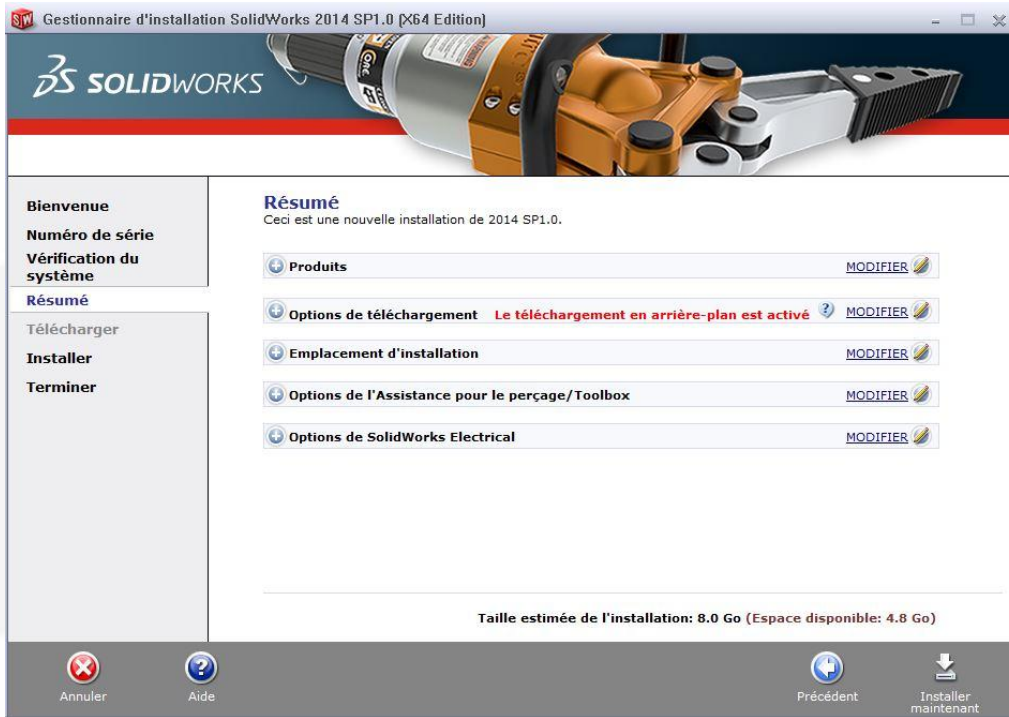 Gestionnaire d'installation SolidWorks 2014 SP1.0 (X64 Edition)
SOLIDWORKS
Bienvenue
Numéro de série
Vérification du
système
Résumé
Télécharger
Installer
Terminer
Résumé
Ceci est une nouvelle installation de 2014 SP1.0.
Produits MODIFIER
Options de téléchargement Le téléchargement en arrière-plan est activé MODIFIER
Emplacement d'installation MODIFIER
Options de l'Assistance pour le perçage/Toolbox MODIFIER
Options de SolidWorks Electrical MODIFIER
Taille estimée de l'installation: 8.0 Go (Espace disponible: 4.8 Go)
Annuler
Aide
Précédent
Installer
maintenant